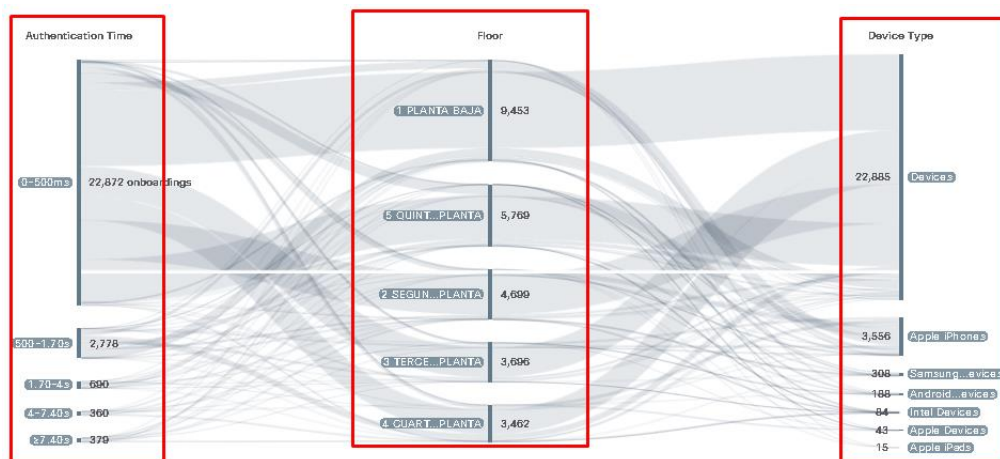 Authentication Time
0-500ms 22,872 onboardings
500-1.70s 2,778
1.70-4s 690
4-7.40s 360
≥7.40s 379
Floor
1 PLANTA BAJA 9,453
5 QUINT...PLANTA 5,769
2 SEGUN...PLANTA 4,699
3 TERCE...PLANTA 3,696
4 CUART...PLANTA 3,462
Device Type
22,885 Devices
3,556 Apple iPhones
308 Samsung...evices
188 Android...evices
84 Intel Devices
43 Apple Devices
15 Apple iPads